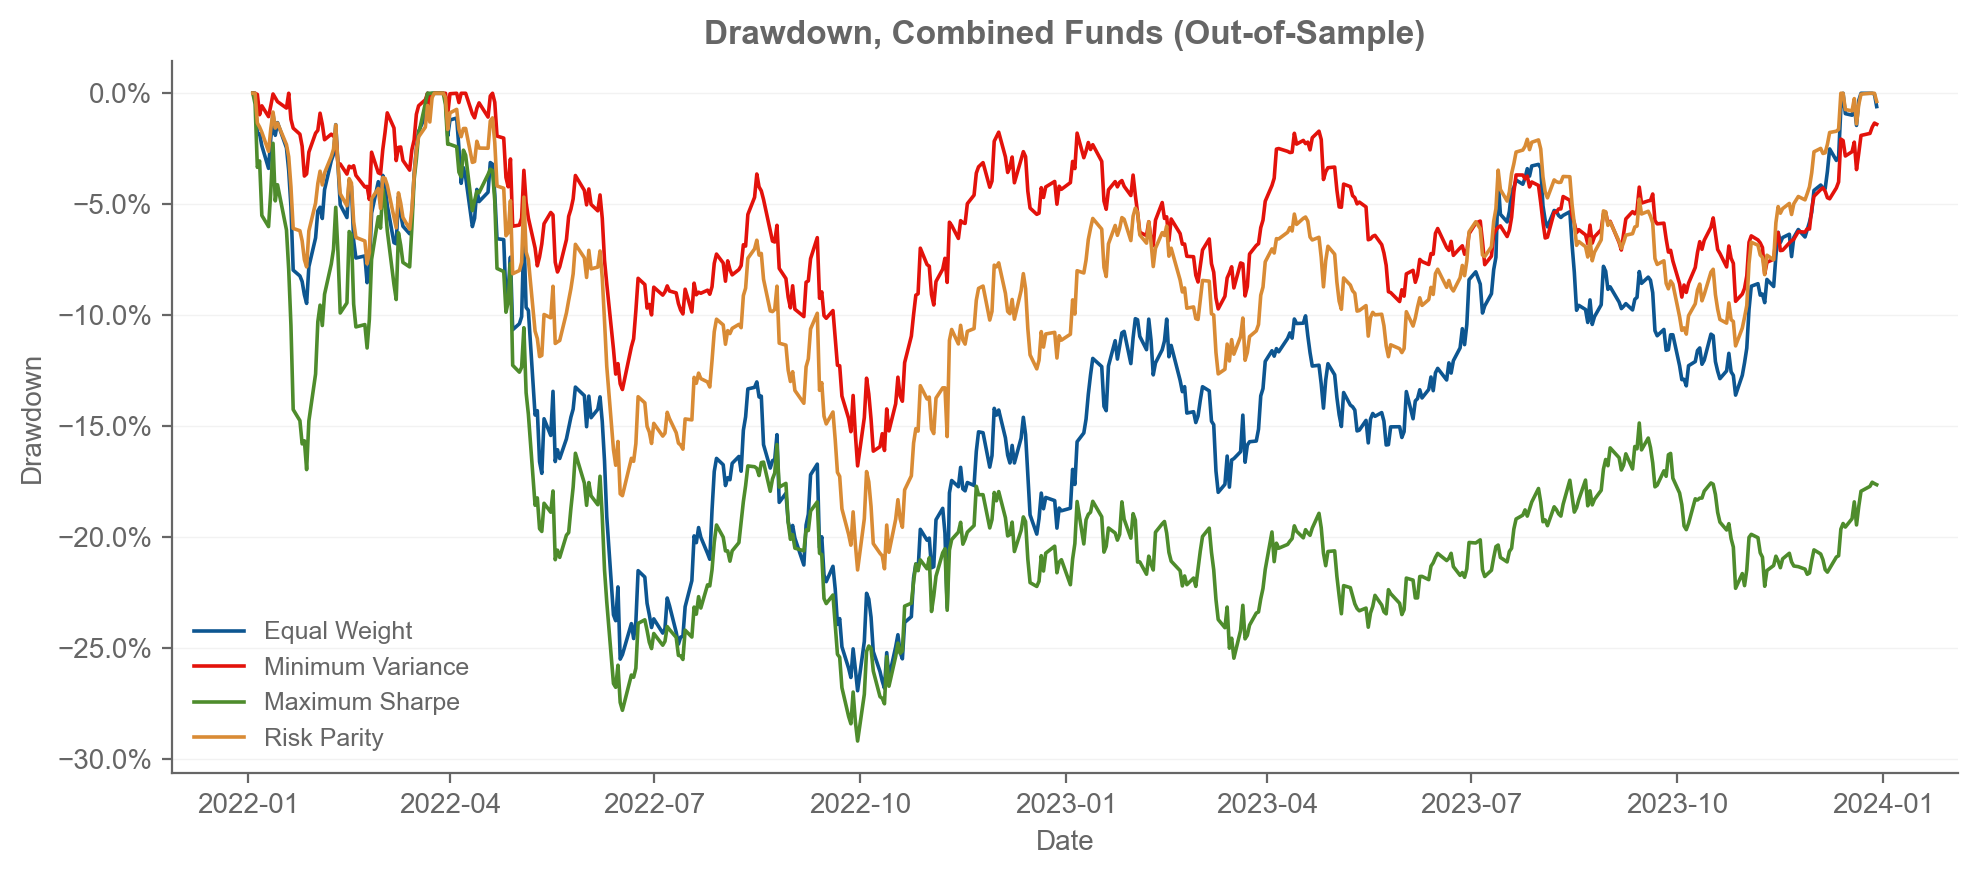 Drawdown, Combined Funds (Out-of-Sample)
Drawdown
0.0%
−5.0%
−10.0%
−15.0%
−20.0%
−25.0%
−30.0%
Equal Weight
Minimum Variance
Maximum Sharpe
Risk Parity
2022-01 2022-04 2022-07 2022-10 2023-01 2023-04 2023-07 2023-10 2024-01
Date